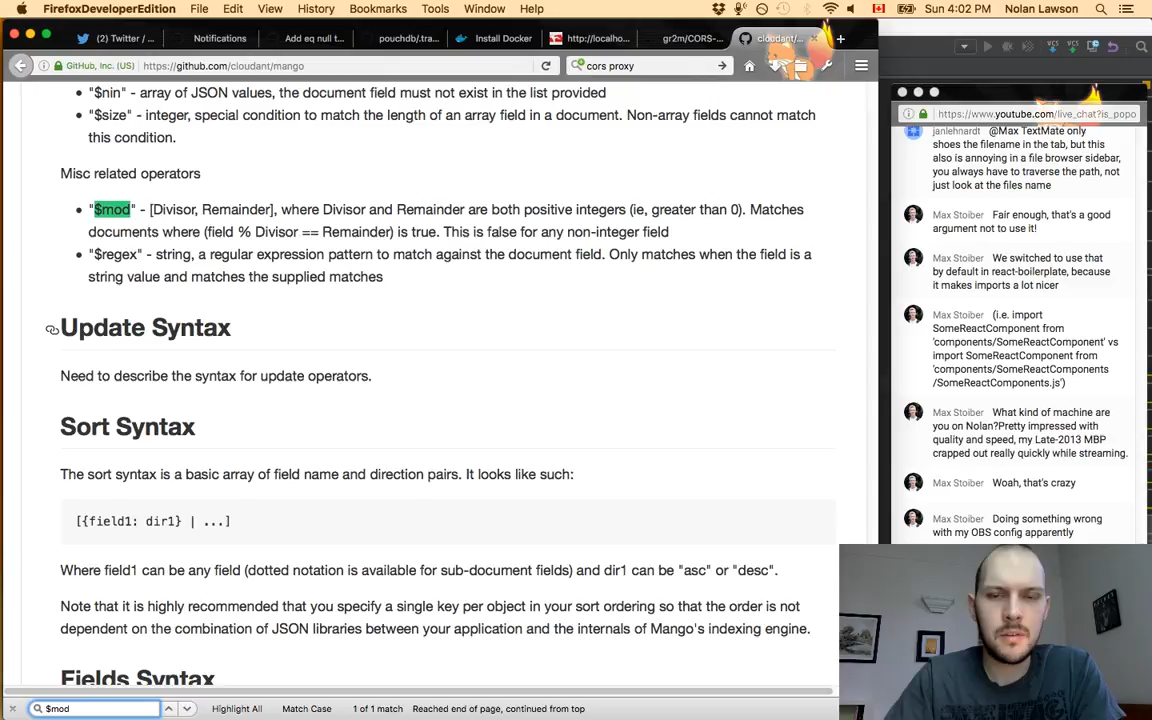 FirefoxDeveloperEdition File Edit View History Bookmarks Tools Window Help Sun 4:02 PM Nolan Lawson
(2) Twitter / ... Notifications Add eq null t... pouchdb/.tra... Install Docker http://localho... gr2m/CORS-... cloudant/...
GitHub, Inc. (US) https://github.com/cloudant/mango cors proxy
VCS VCS
"$nin" - array of JSON values, the document field must not exist in the list provided
"$size" - integer, special condition to match the length of an array field in a document. Non-array fields cannot match
this condition.
Misc related operators
"$mod" - [Divisor, Remainder], where Divisor and Remainder are both positive integers (ie, greater than 0). Matches
documents where (field % Divisor == Remainder) is true. This is false for any non-integer field
"$regex" - string, a regular expression pattern to match against the document field. Only matches when the field is a
string value and matches the supplied matches
Update Syntax
Need to describe the syntax for update operators.
Sort Syntax
The sort syntax is a basic array of field name and direction pairs. It looks like such:
[{field1: dir1} | ...]
Where field1 can be any field (dotted notation is available for sub-document fields) and dir1 can be "asc" or "desc".
Note that it is highly recommended that you specify a single key per object in your sort ordering so that the order is not
dependent on the combination of JSON libraries between your application and the internals of Mango's indexing engine.
Fields Syntax
$mod Highlight All Match Case 1 of 1 match Reached end of page, continued from top
https://www.youtube.com/live_chat?is_popo
janlehnardt @Max TextMate only
shoes the filename in the tab, but this
also is annoying in a file browser sidebar,
you always have to traverse the path, not
just look at the files name
Max Stoiber Fair enough, that's a good
argument not to use it!
Max Stoiber We switched to use that
by default in react-boilerplate, because
it makes imports a lot nicer
Max Stoiber (i.e. import
SomeReactComponent from
'components/SomeReactComponent' vs
import SomeReactComponent from
'components/SomeReactComponents
/SomeReactComponents.js')
Max Stoiber What kind of machine are
you on Nolan?Pretty impressed with
quality and speed, my Late-2013 MBP
crapped out really quickly while streaming.
Max Stoiber Woah, that's crazy
Max Stoiber Doing something wrong
with my OBS config apparently